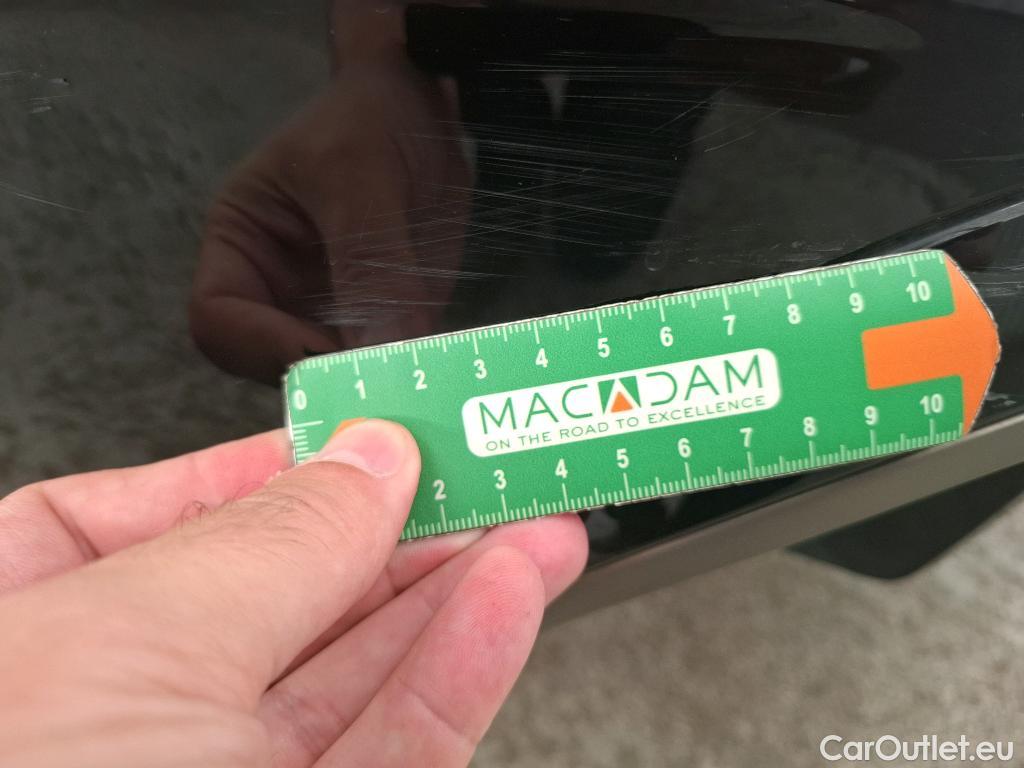 0 1 2 3 4 5 6 7 8 9 10
MACADAM
ON THE ROAD TO EXCELLENCE
2 3 4 5 6 7 8 9 10
CarOutlet.eu